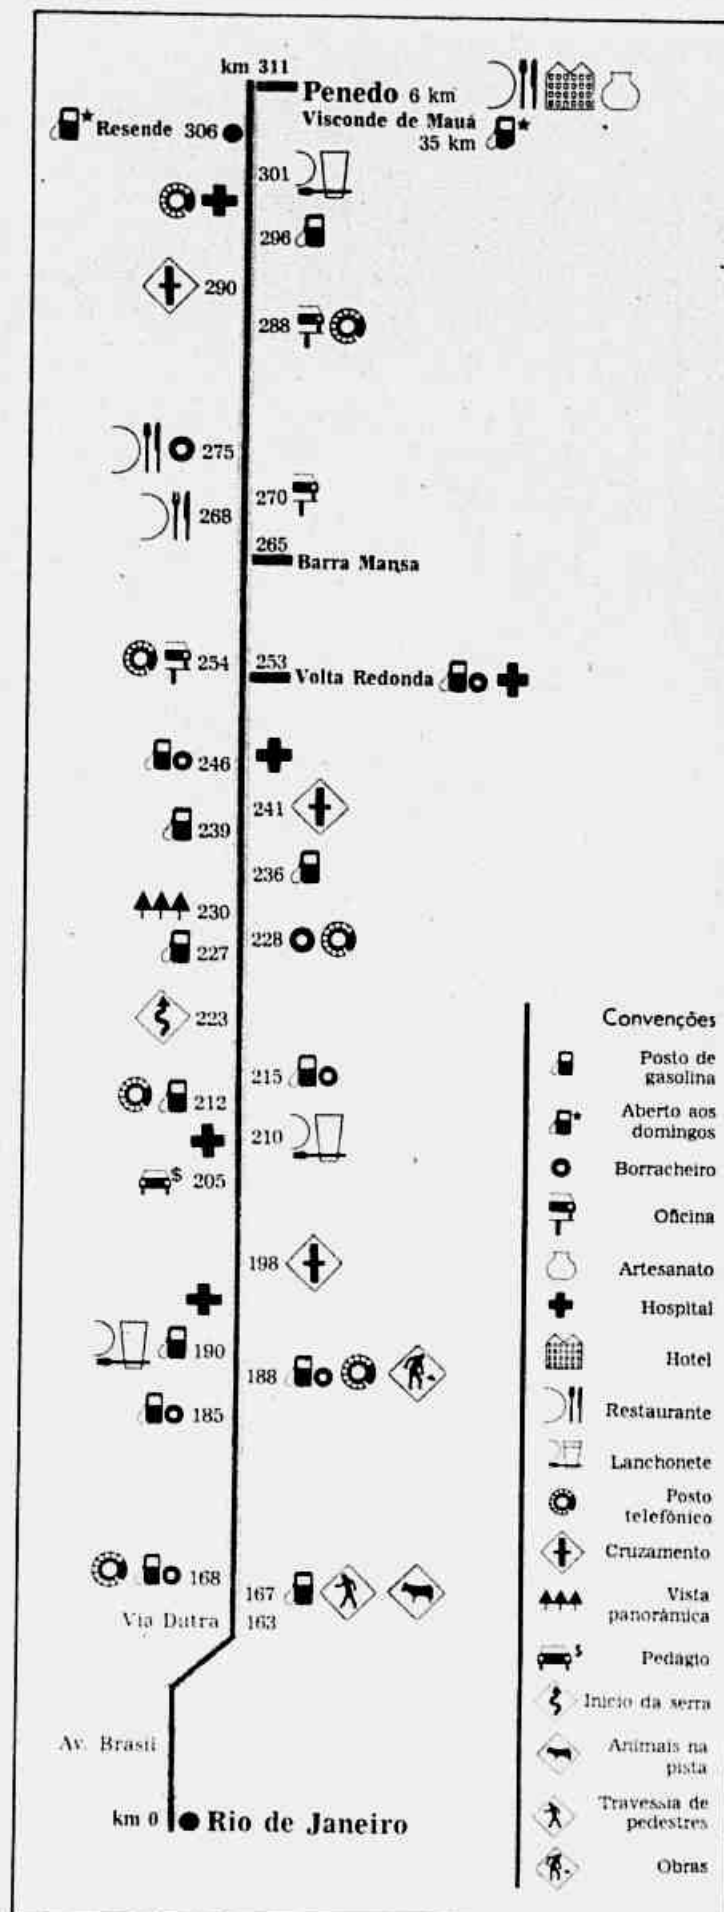 km 311
Penedo 6 km
Visconde de Mauá
35 km
Resende 306
301
296
290
288
275
270
268
265
Barra Mansa
254
253
Volta Redonda
246
241
239
236
230
228
227
223
215
212
210
205
$
198
190
188
185
168
167
Via Dutra 163
Av. Brasil
km 0
Rio de Janeiro
Convenções
Posto de
gasolina
Aberto aos
domingos
Borracheiro
Oficina
Artesanato
Hospital
Hotel
Restaurante
Lanchonete
Posto
telefônico
Cruzamento
Vista
panorâmica
$
Pedágio
Início da serra
Animais na
pista
Travessia de
pedestres
Obras